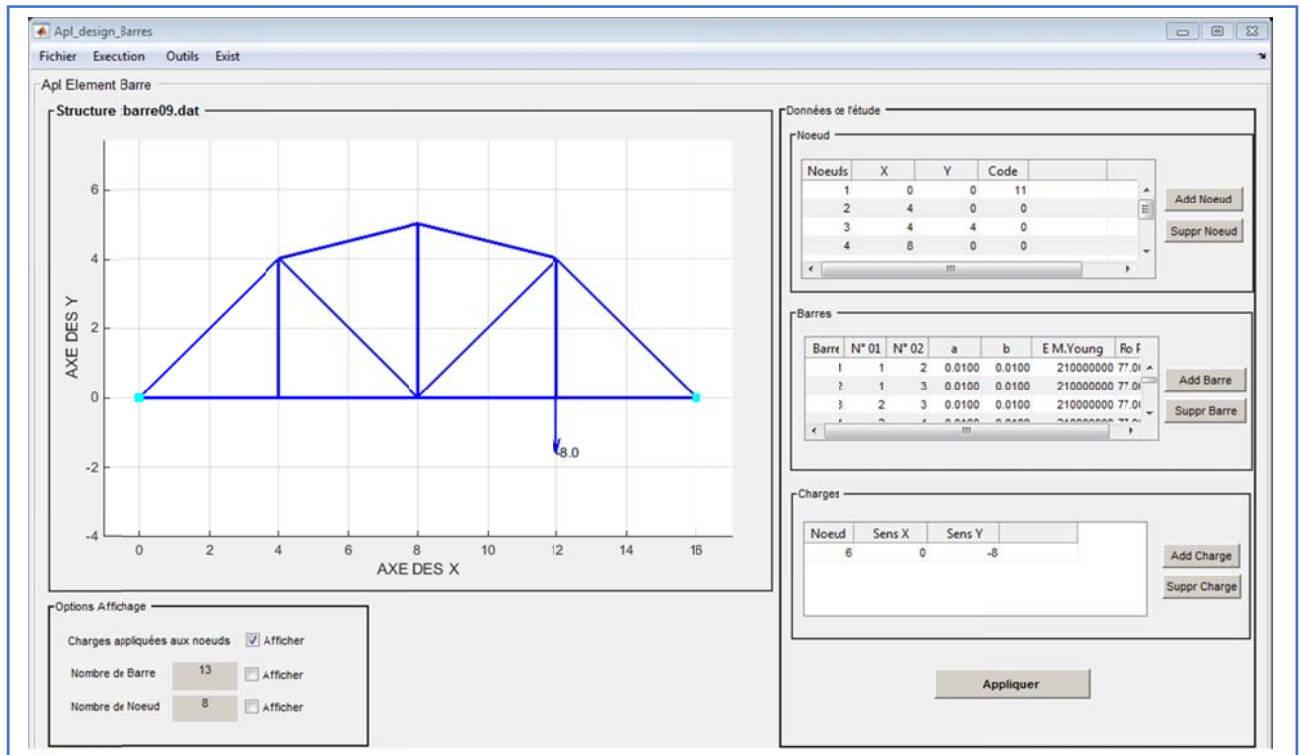 Apl_design_Barres
Fichier Execution Outils Exist
Apl Element Barre
Structure :barre09.dat
AXE DES Y
6
4
2
0
-2
-4
-8.0
0 2 4 6 8 10 12 14 16
AXE DES X
Options Affichage
Charges appliquées aux noeuds Afficher
Nombre de Barre 13 Afficher
Nombre de Noeud 8 Afficher
Données de l'étude
Noeud
Noeuds X Y Code
1 0 0 11
2 4 0 0
3 4 4 0
4 8 0 0
Add Noeud
Suppr Noeud
Barres
Barre N° 01 N° 02 a b E M.Young Ro
1 1 2 0.0100 0.0100 210000000
2 1 3 0.0100 0.0100 210000000
3 2 3 0.0100 0.0100 210000000
Add Barre
Suppr Barre
Charges
Noeud Sens X Sens Y
6 0 -8
Add Charge
Suppr Charge
Appliquer